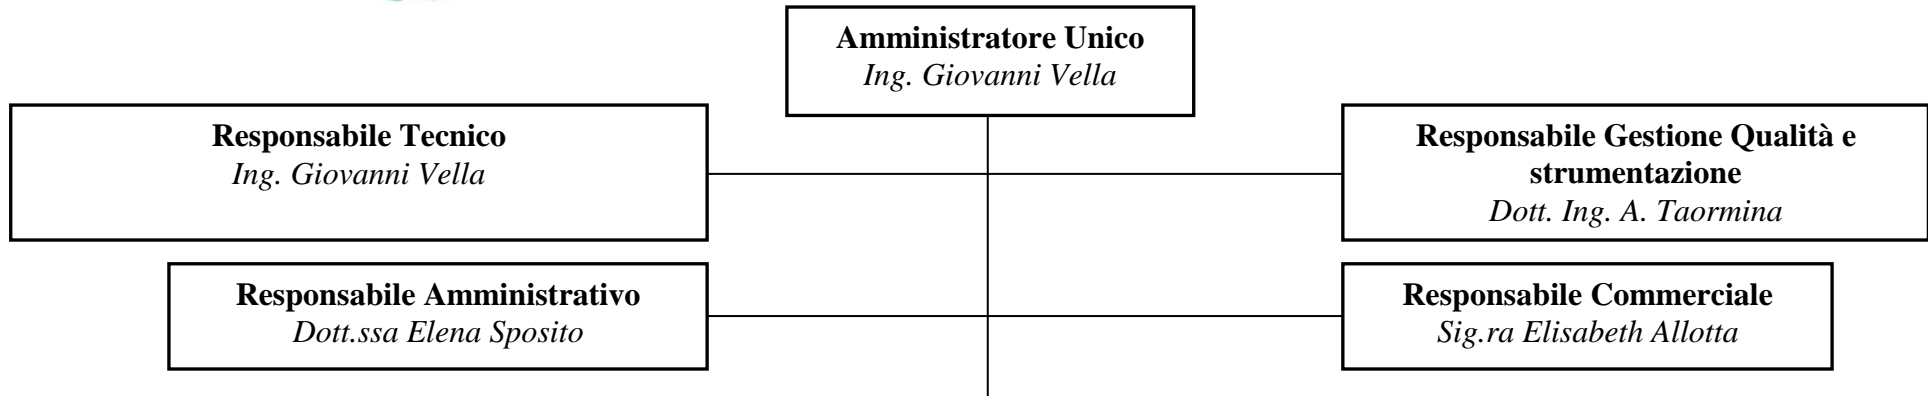 Amministratore Unico
Ing. Giovanni Vella
Responsabile Tecnico
Ing. Giovanni Vella
Responsabile Gestione Qualità e
strumentazione
Dott. Ing. A. Taormina
Responsabile Amministrativo
Dott.ssa Elena Sposito
Responsabile Commerciale
Sig.ra Elisabeth Allotta